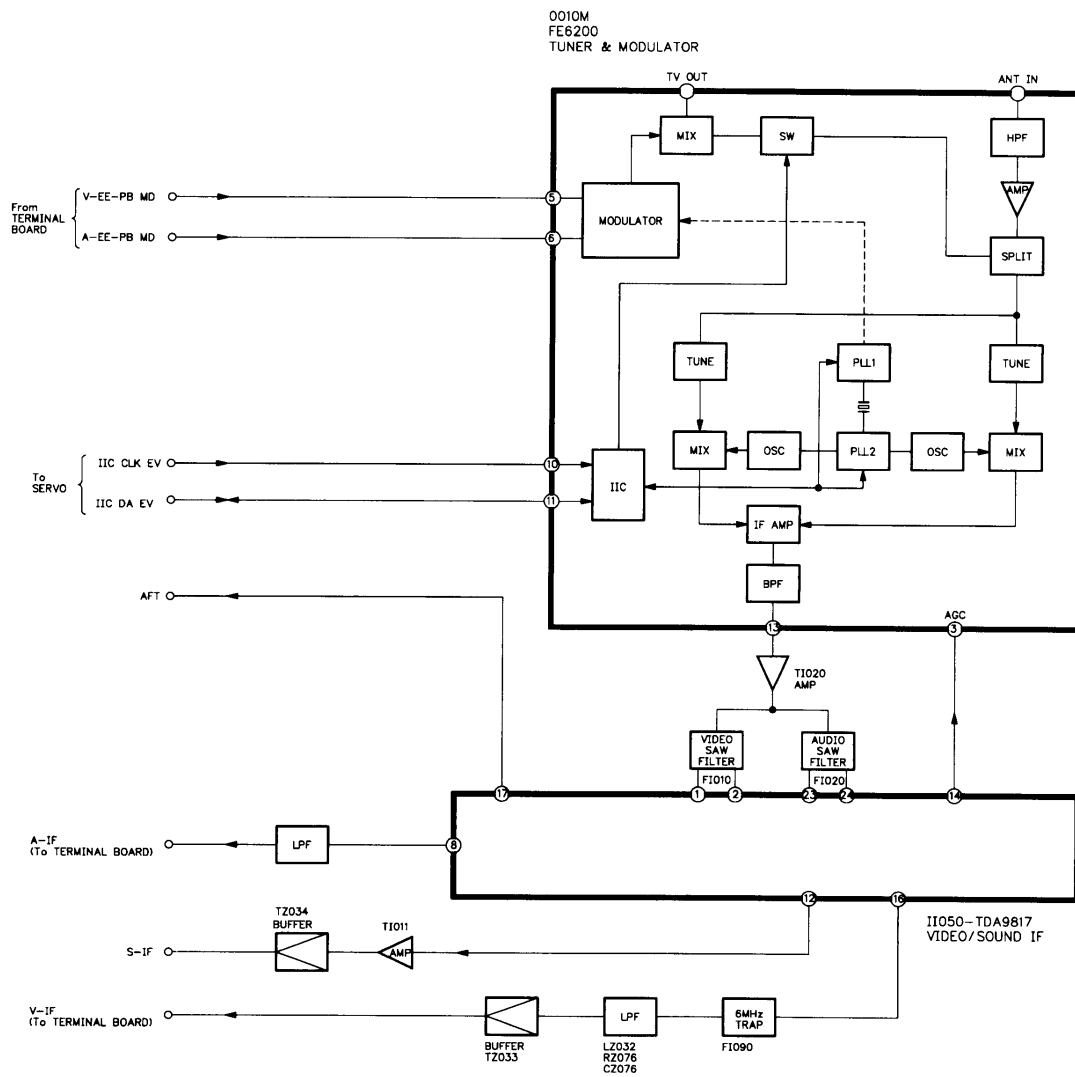 0010M
FE6200
TUNER & MODULATOR
TV OUT
ANT IN
MIX
SW
HPF
AMP
SPLIT
From
TERMINAL
BOARD
V-EE-PB MD
A-EE-PB MD
5
6
MODULATOR
TUNE
PLL1
TUNE
MIX
OSC
PLL2
OSC
MIX
To
SERVO
IIC CLK EV
IIC DA EV
10
11
IIC
IF AMP
BPF
AFT
13
AGC
3
TI020
AMP
VIDEO
SAW
FILTER
AUDIO
SAW
FILTER
FI010
FI020
17
1
2
23
24
14
A-IF
(To TERMINAL BOARD)
LPF
8
12
16
II050-TDA9817
VIDEO/SOUND IF
TZ034
BUFFER
TI011
AMP
S-IF
V-IF
(To TERMINAL BOARD)
BUFFER
TZ033
LPF
LZ032
RZ076
CZ076
6MHz
TRAP
FI090